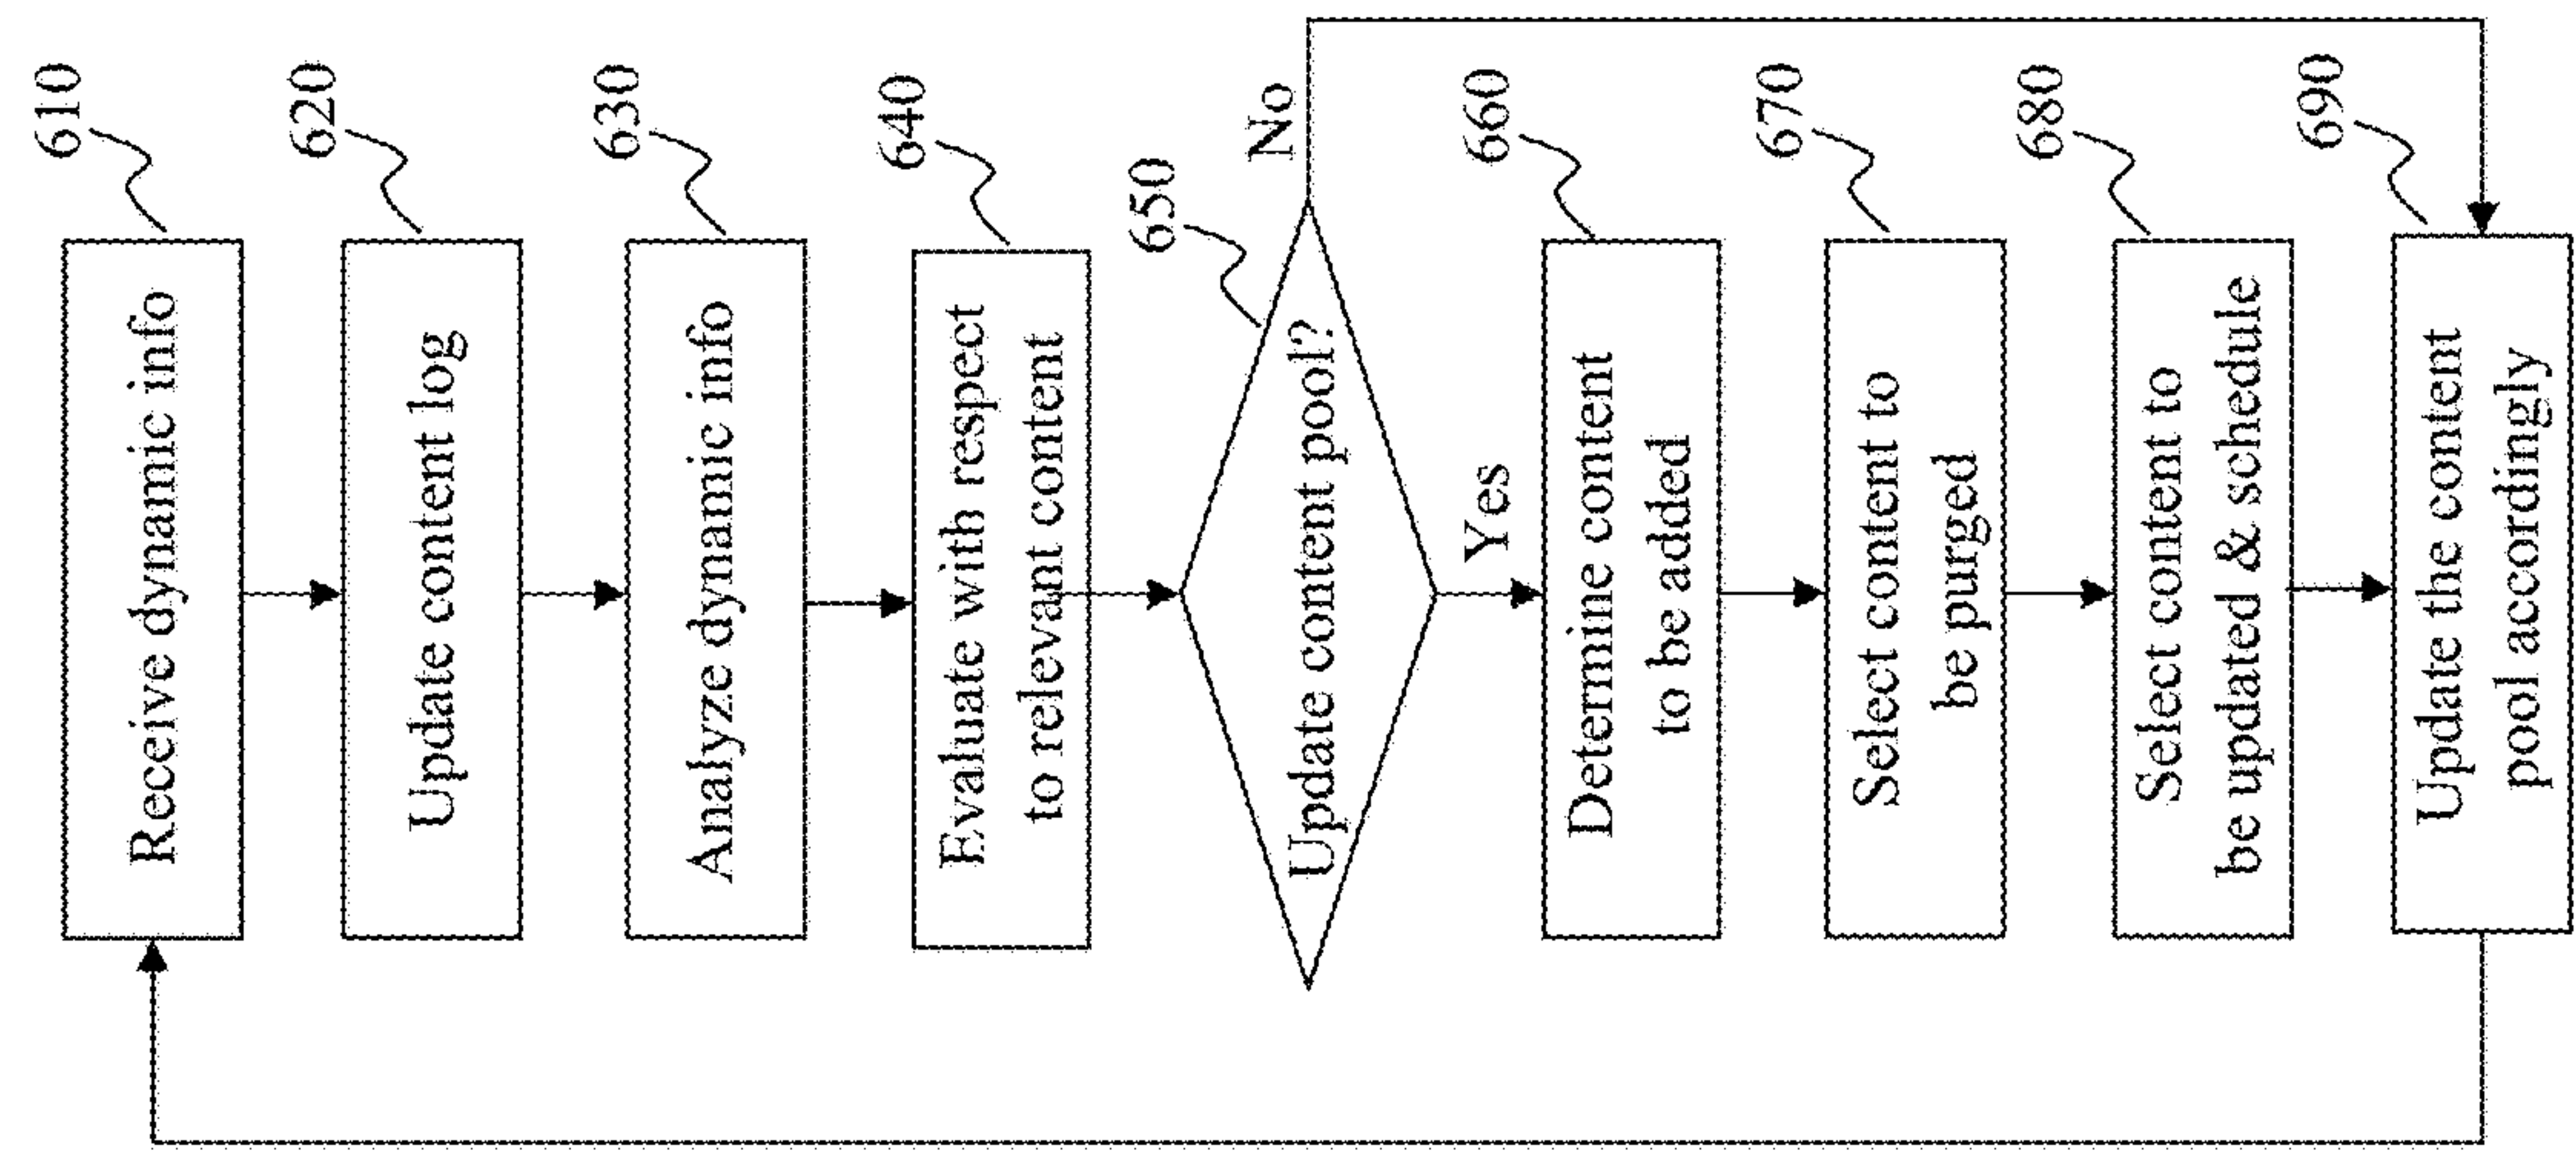 610
Receive dynamic info
620
Update content log
630
Analyze dynamic info
640
Evaluate with respect
to relevant content
650
Update content pool?
No
Yes
660
Determine content
to be added
670
Select content to
be purged
680
Select content to
be updated & schedule
690
Update the content
pool accordingly